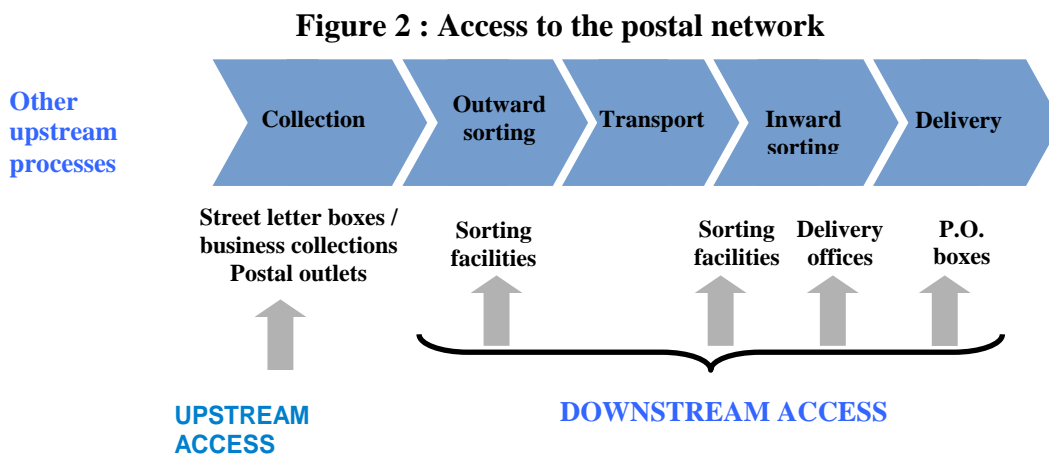 Figure 2 : Access to the postal network
Other
upstream
processes
Collection
Outward
sorting
Transport
Inward
sorting
Delivery
Street letter boxes /
business collections
Postal outlets
Sorting
facilities
Sorting
facilities
Delivery
offices
P.O.
boxes
UPSTREAM
ACCESS
DOWNSTREAM ACCESS